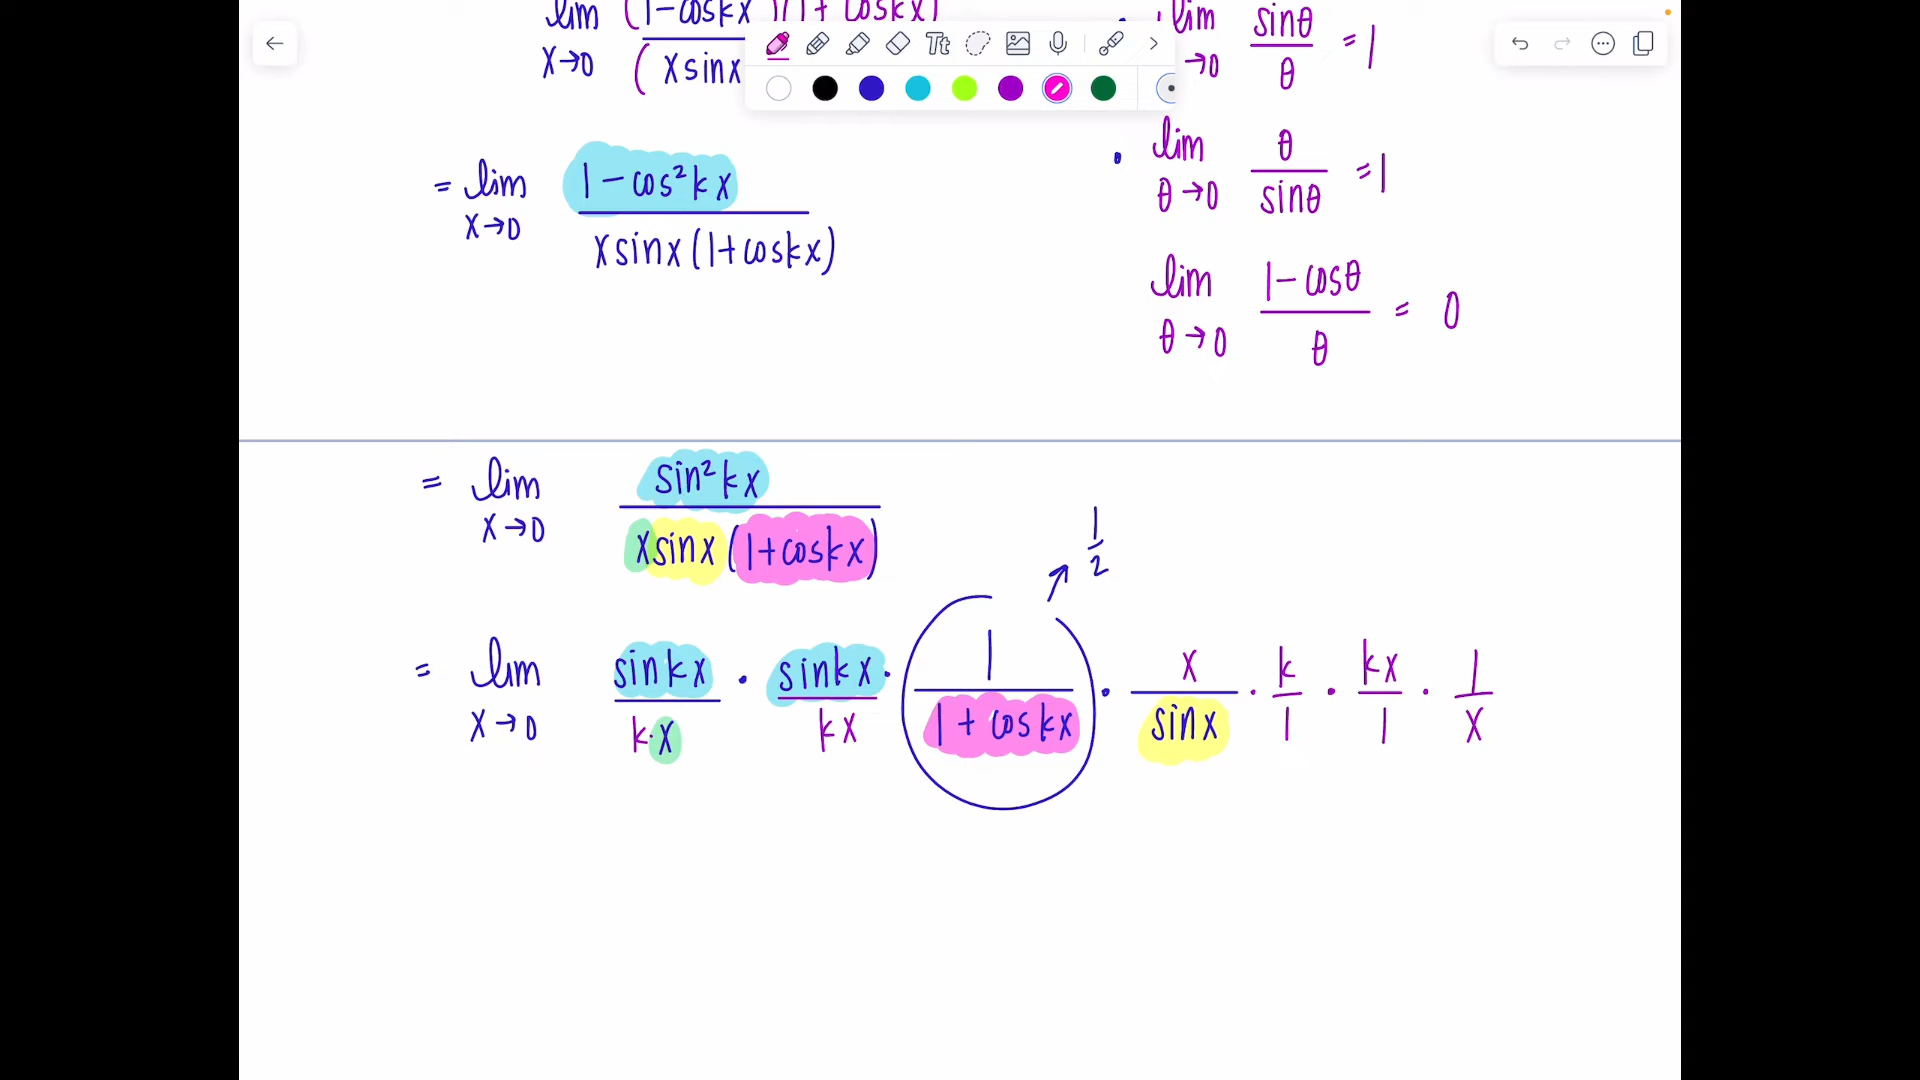 lim (1-coskx)(1+coskx)
x→0 (xsinx
Tt
lim sinθ/θ = 1
→0
• lim θ/sinθ = 1
θ→0
lim (1-cosθ)/θ = 0
θ→0
= lim (1-cos²kx)/(xsinx(1+coskx))
x→0
= lim sin²kx/(xsinx(1+coskx))
x→0
1/2
= lim sinkx/(k·x) · sinkx/(kx) · 1/(1+coskx) · x/sinx · k/1 · kx/1 · 1/x
x→0